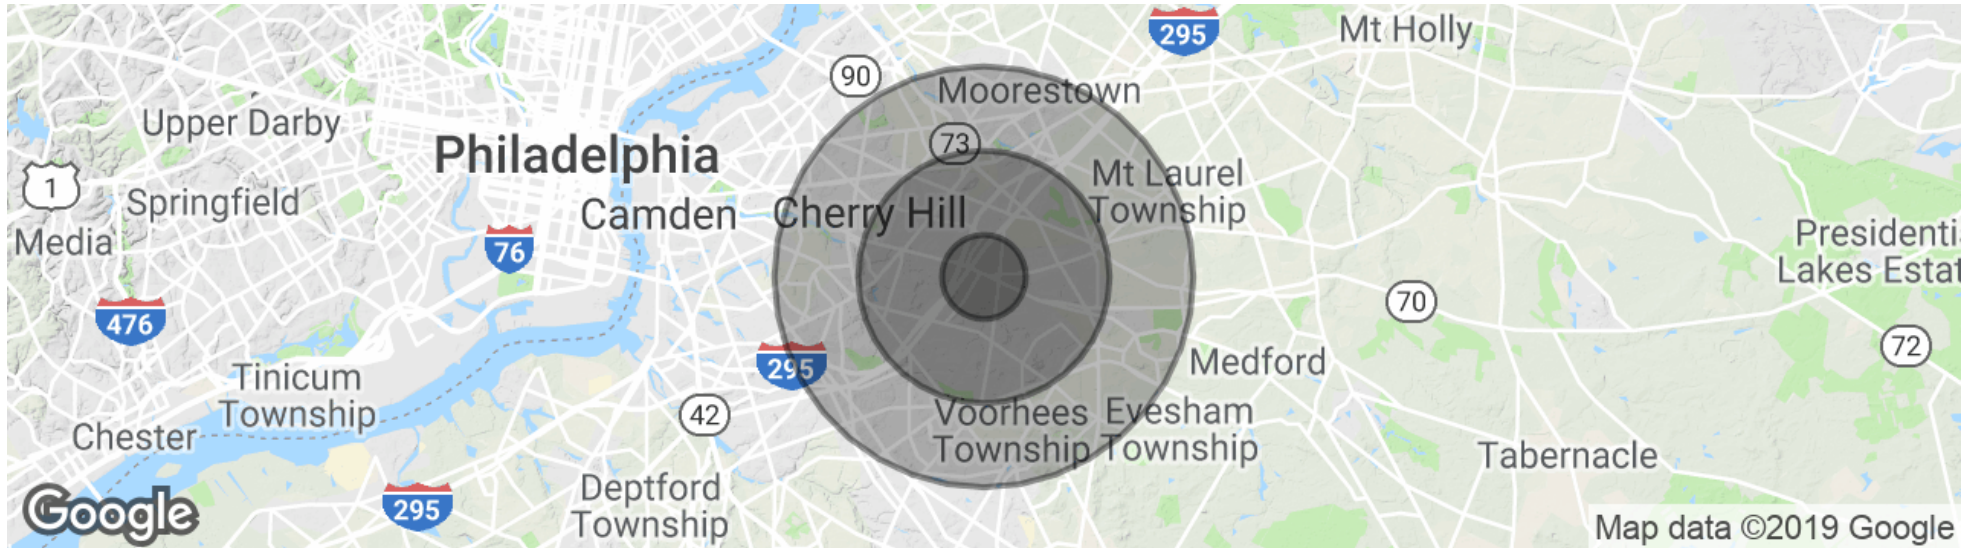 295
Mt Holly
90
Moorestown
Upper Darby
73
Philadelphia
1
Mt Laurel
Township
Springfield
Camden
Cherry Hill
Media
76
Presidenti
Lakes Estat
476
70
295
Medford
72
Tinicum
Township
42
Voorhees
Township
Evesham
Township
Chester
Tabernacle
Deptford
Township
295
Google
Map data ©2019 Google